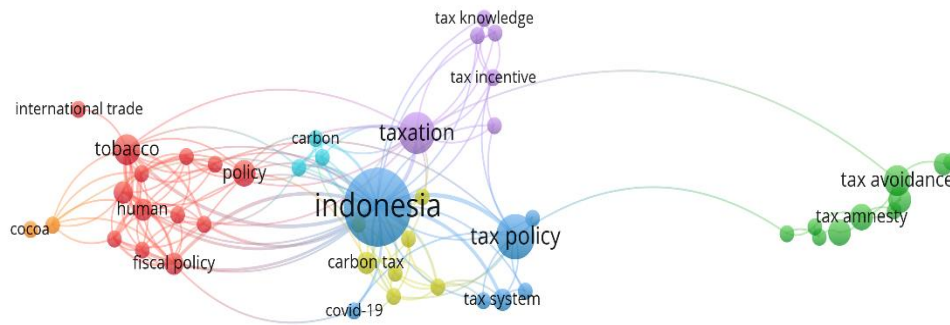 tax knowledge
tax incentive
international trade
taxation
carbon
tobacco
policy
tax avoidance
indonesia
human
tax amnesty
cocoa
tax policy
fiscal policy
carbon tax
tax system
covid-19